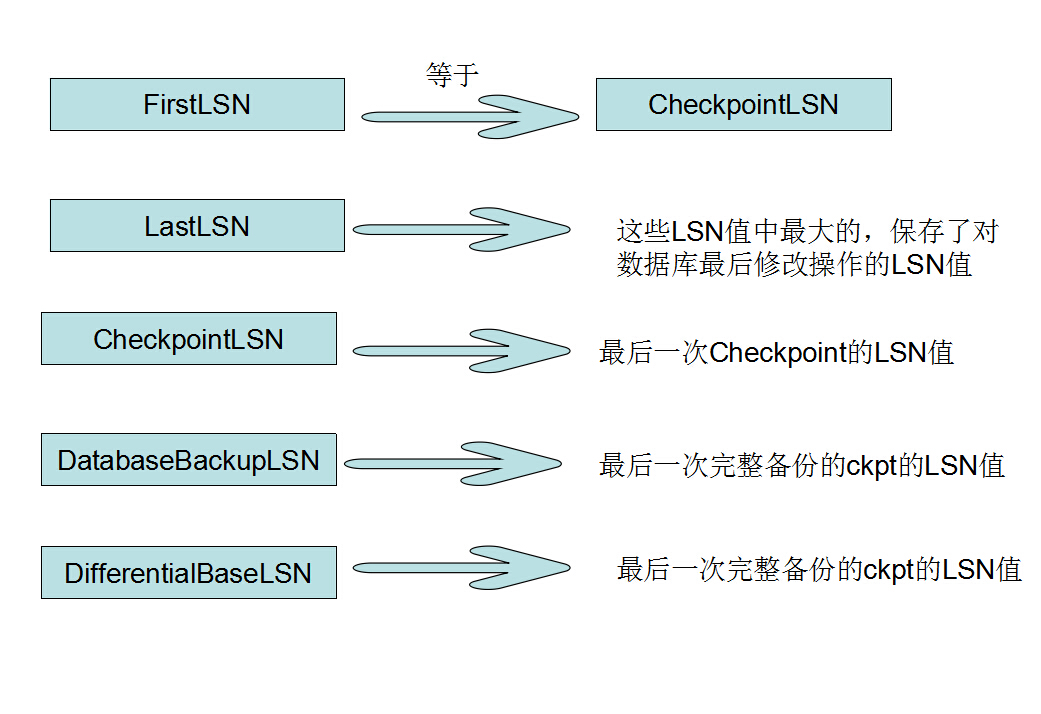 等于
FirstLSN
CheckpointLSN
LastLSN
这些LSN值中最大的，保存了对
数据库最后修改操作的LSN值
CheckpointLSN
最后一次Checkpoint的LSN值
DatabaseBackupLSN
最后一次完整备份的ckpt的LSN值
DifferentialBaseLSN
最后一次完整备份的ckpt的LSN值